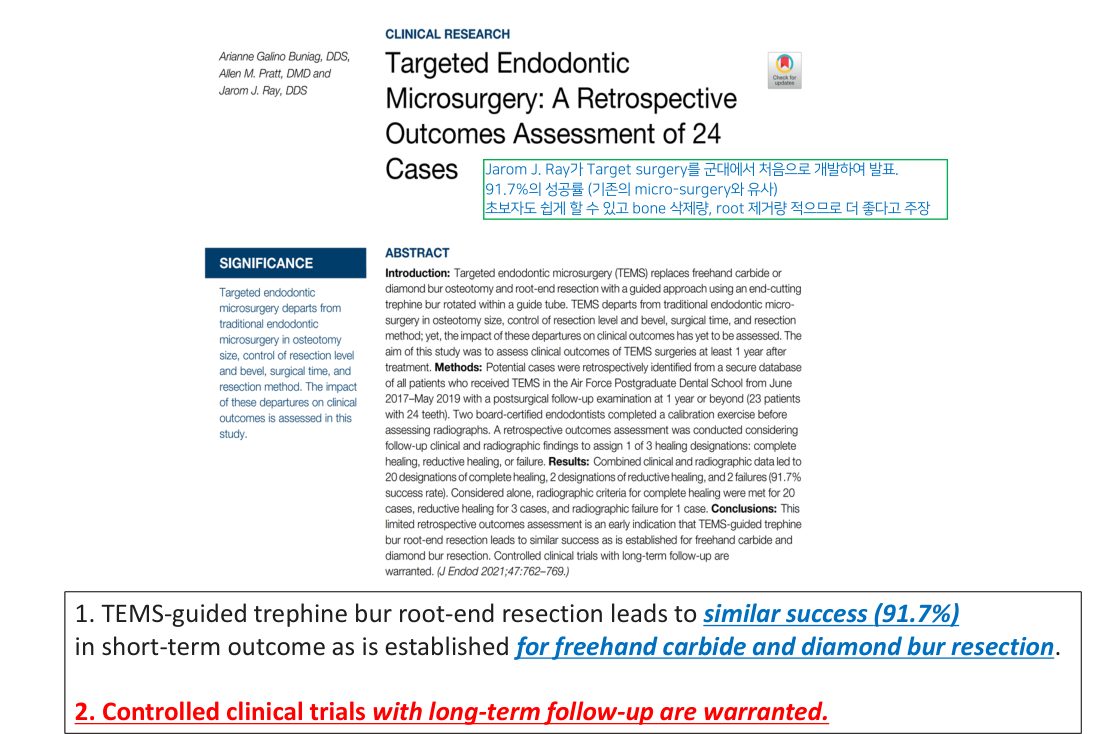 CLINICAL RESEARCH
Arianne Galino Buniag, DDS,
Allen M. Pratt, DMD and
Jarom J. Ray, DDS
Targeted Endodontic
Microsurgery: A Retrospective
Outcomes Assessment of 24
Cases
Check for
updates
Jarom J. Ray가 Target surgery를 군대에서 처음으로 개발하여 발표.
91.7%의 성공률 (기존의 micro-surgery와 유사)
초보자도 쉽게 할 수 있고 bone 삭제량, root 제거량 적으므로 더 좋다고 주장
SIGNIFICANCE
Targeted endodontic
microsurgery departs from
traditional endodontic
microsurgery in osteotomy
size, control of resection level
and bevel, surgical time, and
resection method. The impact
of these departures on clinical
outcomes is assessed in this
study.
ABSTRACT
Introduction: Targeted endodontic microsurgery (TEMS) replaces freehand carbide or
diamond bur osteotomy and root-end resection with a guided approach using an end-cutting
trephine bur rotated within a guide tube. TEMS departs from traditional endodontic micro-
surgery in osteotomy size, control of resection level and bevel, surgical time, and resection
method; yet, the impact of these departures on clinical outcomes has yet to be assessed. The
aim of this study was to assess clinical outcomes of TEMS surgeries at least 1 year after
treatment. Methods: Potential cases were retrospectively identified from a secure database
of all patients who received TEMS in the Air Force Postgraduate Dental School from June
2017–May 2019 with a postsurgical follow-up examination at 1 year or beyond (23 patients
with 24 teeth). Two board-certified endodontists completed a calibration exercise before
assessing radiographs. A retrospective outcomes assessment was conducted considering
follow-up clinical and radiographic findings to assign 1 of 3 healing designations: complete
healing, reductive healing, or failure. Results: Combined clinical and radiographic data led to
20 designations of complete healing, 2 designations of reductive healing, and 2 failures (91.7%
success rate). Considered alone, radiographic criteria for complete healing were met for 20
cases, reductive healing for 3 cases, and radiographic failure for 1 case. Conclusions: This
limited retrospective outcomes assessment is an early indication that TEMS-guided trephine
bur root-end resection leads to similar success as is established for freehand carbide and
diamond bur resection. Controlled clinical trials with long-term follow-up are
warranted. (J Endod 2021;47:762–769.)
1. TEMS-guided trephine bur root-end resection leads to similar success (91.7%)
in short-term outcome as is established for freehand carbide and diamond bur resection.
2. Controlled clinical trials with long-term follow-up are warranted.